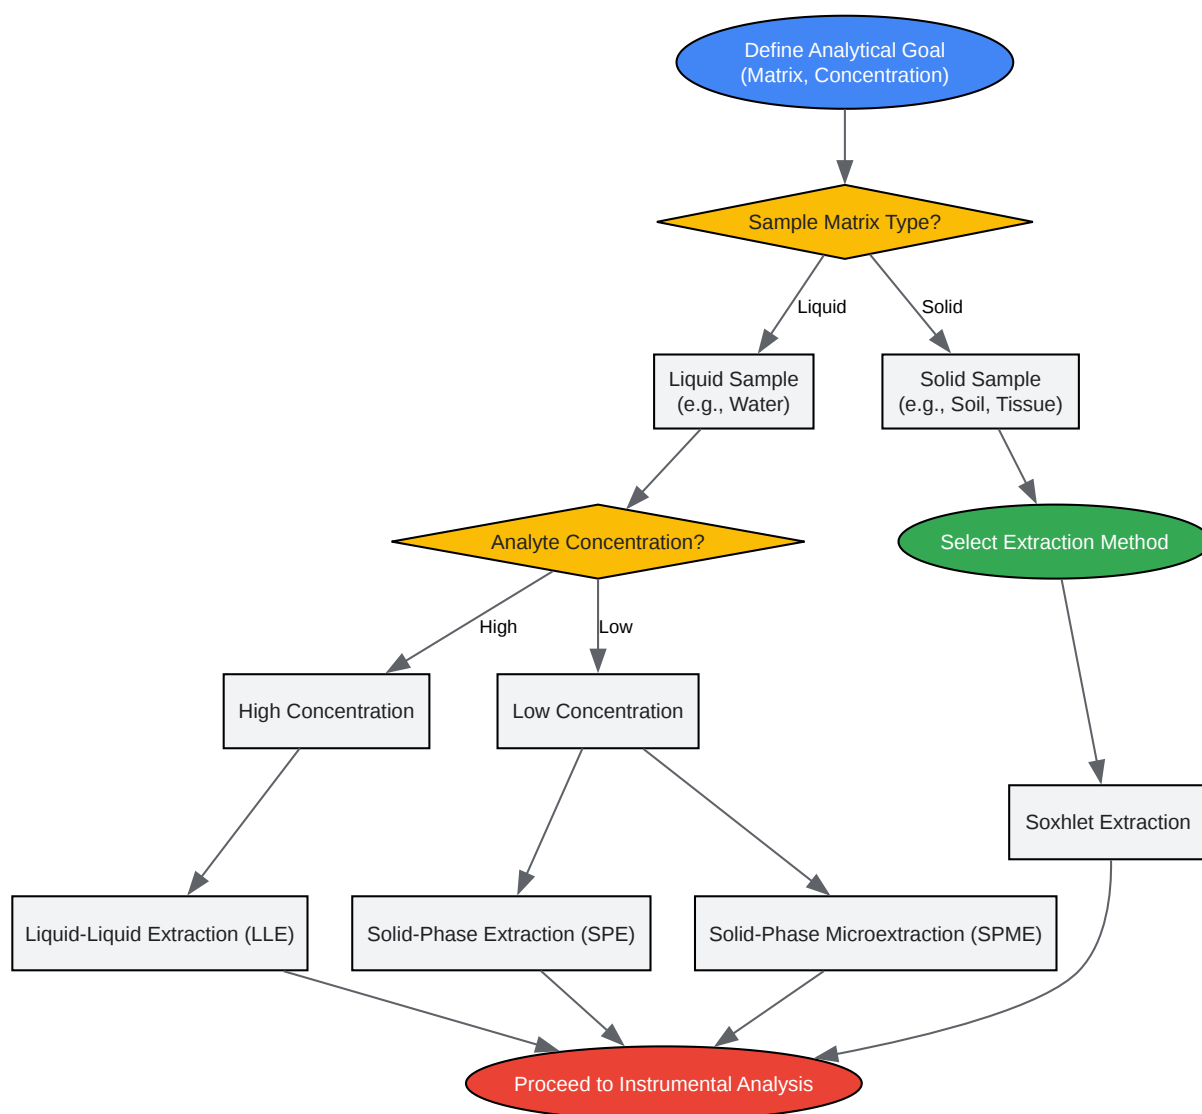 Define Analytical Goal
(Matrix, Concentration)
Sample Matrix Type?
Liquid
Solid
Liquid Sample
(e.g., Water)
Solid Sample
(e.g., Soil, Tissue)
Analyte Concentration?
Select Extraction Method
High
Low
High Concentration
Low Concentration
Soxhlet Extraction
Liquid-Liquid Extraction (LLE)
Solid-Phase Extraction (SPE)
Solid-Phase Microextraction (SPME)
Proceed to Instrumental Analysis